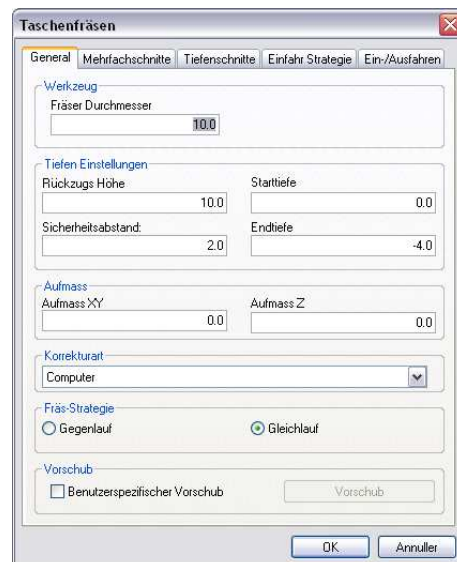 Taschenfräsen
General Mehrfachschnitte Tiefenschnitte Einfahr Strategie Ein-/Ausfahren
Werkzeug
Fräser Durchmesser
10.0
Tiefen Einstellungen
Rückzugs Höhe Starttiefe
10.0 0.0
Sicherheitsabstand: Endtiefe
2.0 -4.0
Aufmass
Aufmass XY Aufmass Z
0.0 0.0
Korrekturart
Computer
Fräs-Strategie
Gegenlauf Gleichlauf
Vorschub
Benutzerspezifischer Vorschub Vorschub
OK Annuller